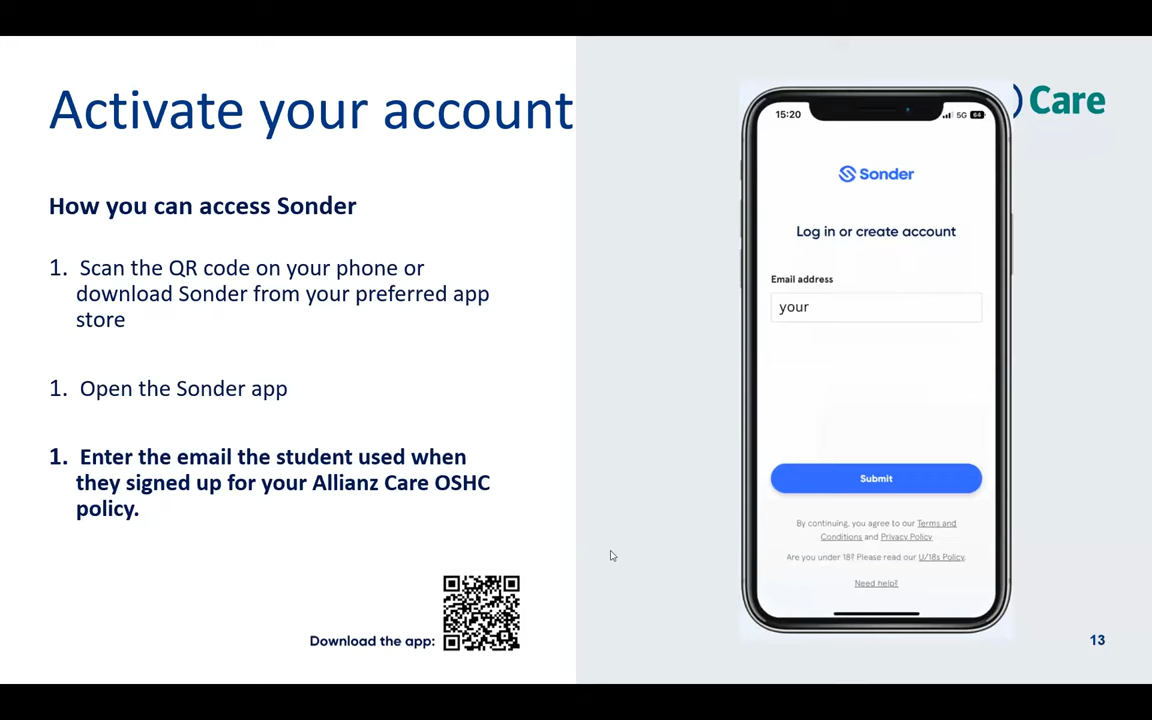 Activate your account
How you can access Sonder
1. Scan the QR code on your phone or
download Sonder from your preferred app
store
1. Open the Sonder app
1. Enter the email the student used when
they signed up for your Allianz Care OSHC
policy.
Download the app:
Care
15:20
5G 64
Sonder
Log in or create account
Email address
your
Submit
By continuing, you agree to our Terms and
Conditions and Privacy Policy
Are you under 18? Please read our U/18s Policy.
Need help?
13